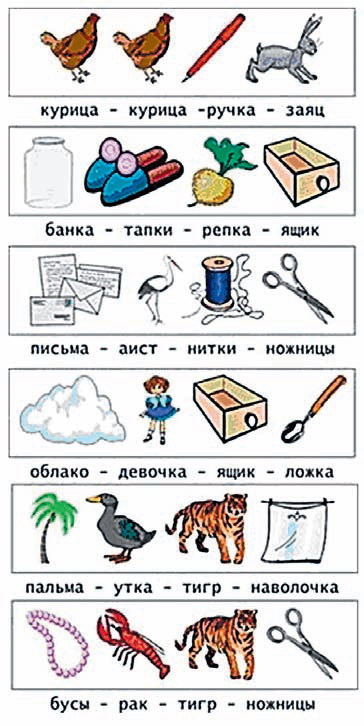 курица - курица -ручка - заяц
банка - тапки - репка - ящик
письма - аист - нитки - ножницы
облако - девочка - ящик - ложка
пальма - утка - тигр - наволочка
бусы - рак - тигр - ножницы